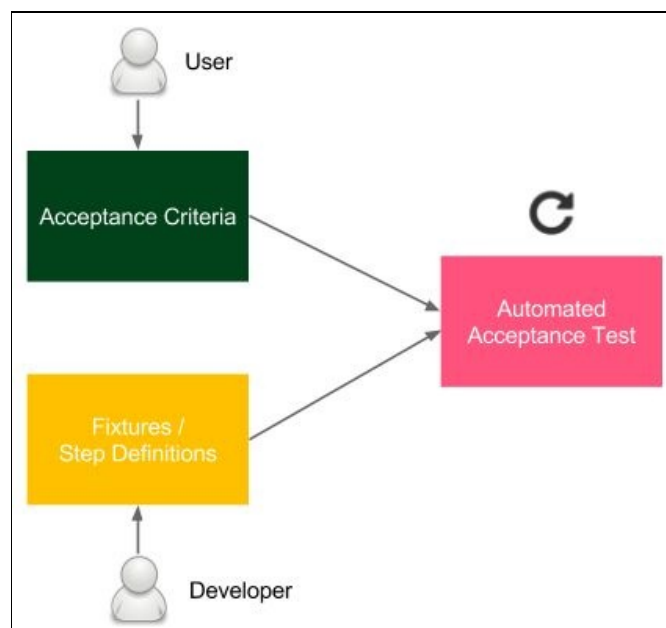 User
Acceptance Criteria
Automated
Acceptance Test
Fixtures /
Step Definitions
Developer